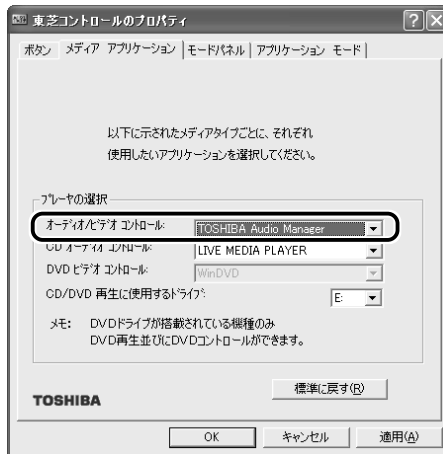 東芝コントロールのプロパティ
ボタン メディア アプリケーション モードパネル アプリケーション モード
以下に示されたメディアタイプごとに、それぞれ
使用したいアプリケーションを選択してください。
プレーヤの選択
オーディオ/ビデオ コントロール: TOSHIBA Audio Manager
CD オーディオ コントロール: LIVE MEDIA PLAYER
DVD ビデオ コントロール: WinDVD
CD/DVD 再生に使用するドライブ: E:
メモ: DVDドライブが搭載されている機種のみ
DVD再生並びにDVDコントロールができます。
標準に戻す(R)
TOSHIBA
OK キャンセル 適用(A)